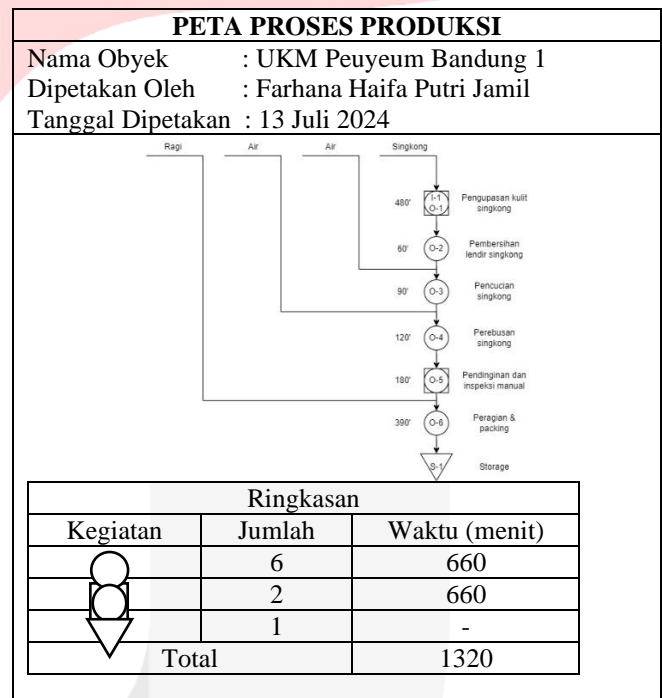 PETA PROSES PRODUKSI
Nama Obyek : UKM Peuyeum Bandung 1
Dipetakan Oleh : Farhana Haifa Putri Jamil
Tanggal Dipetakan : 13 Juli 2024
Ragi Air Air Singkong
480' I-1 O-1 Pengupasan kulit
singkong
60' O-2 Pembersihan
lendir singkong
90' O-3 Pencucian
singkong
120' O-4 Perebusan
singkong
180' O-5 Pendinginan dan
inspeksi manual
390' O-6 Peragian &
packing
S-1 Storage
Ringkasan
Kegiatan Jumlah Waktu (menit)
6 660
2 660
1 -
Total 1320